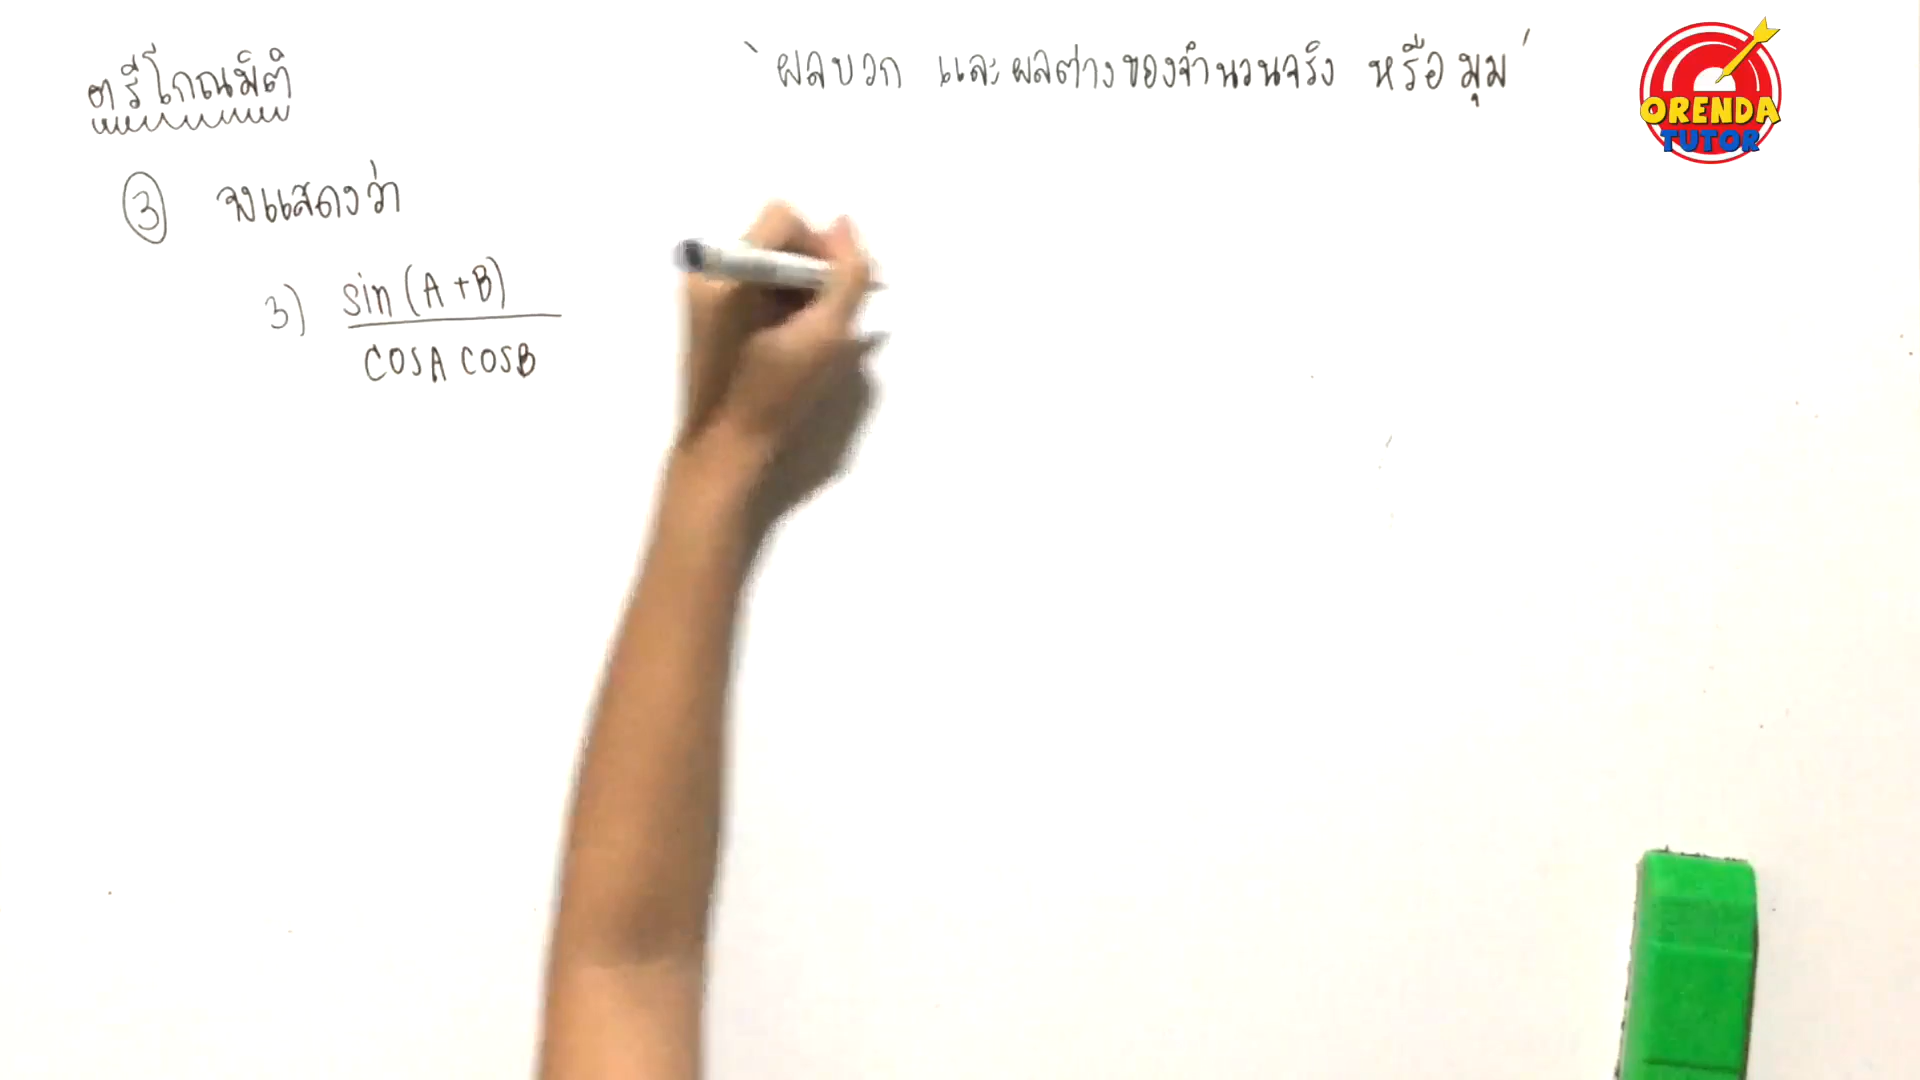 ตรีโกณมิติ
"ผลบวก และผลต่างของจำนวนจริง หรือ มุม"
ORENDA
TUTOR
3 จงแสดงว่า
3) sin (A+B)
cosA cosB